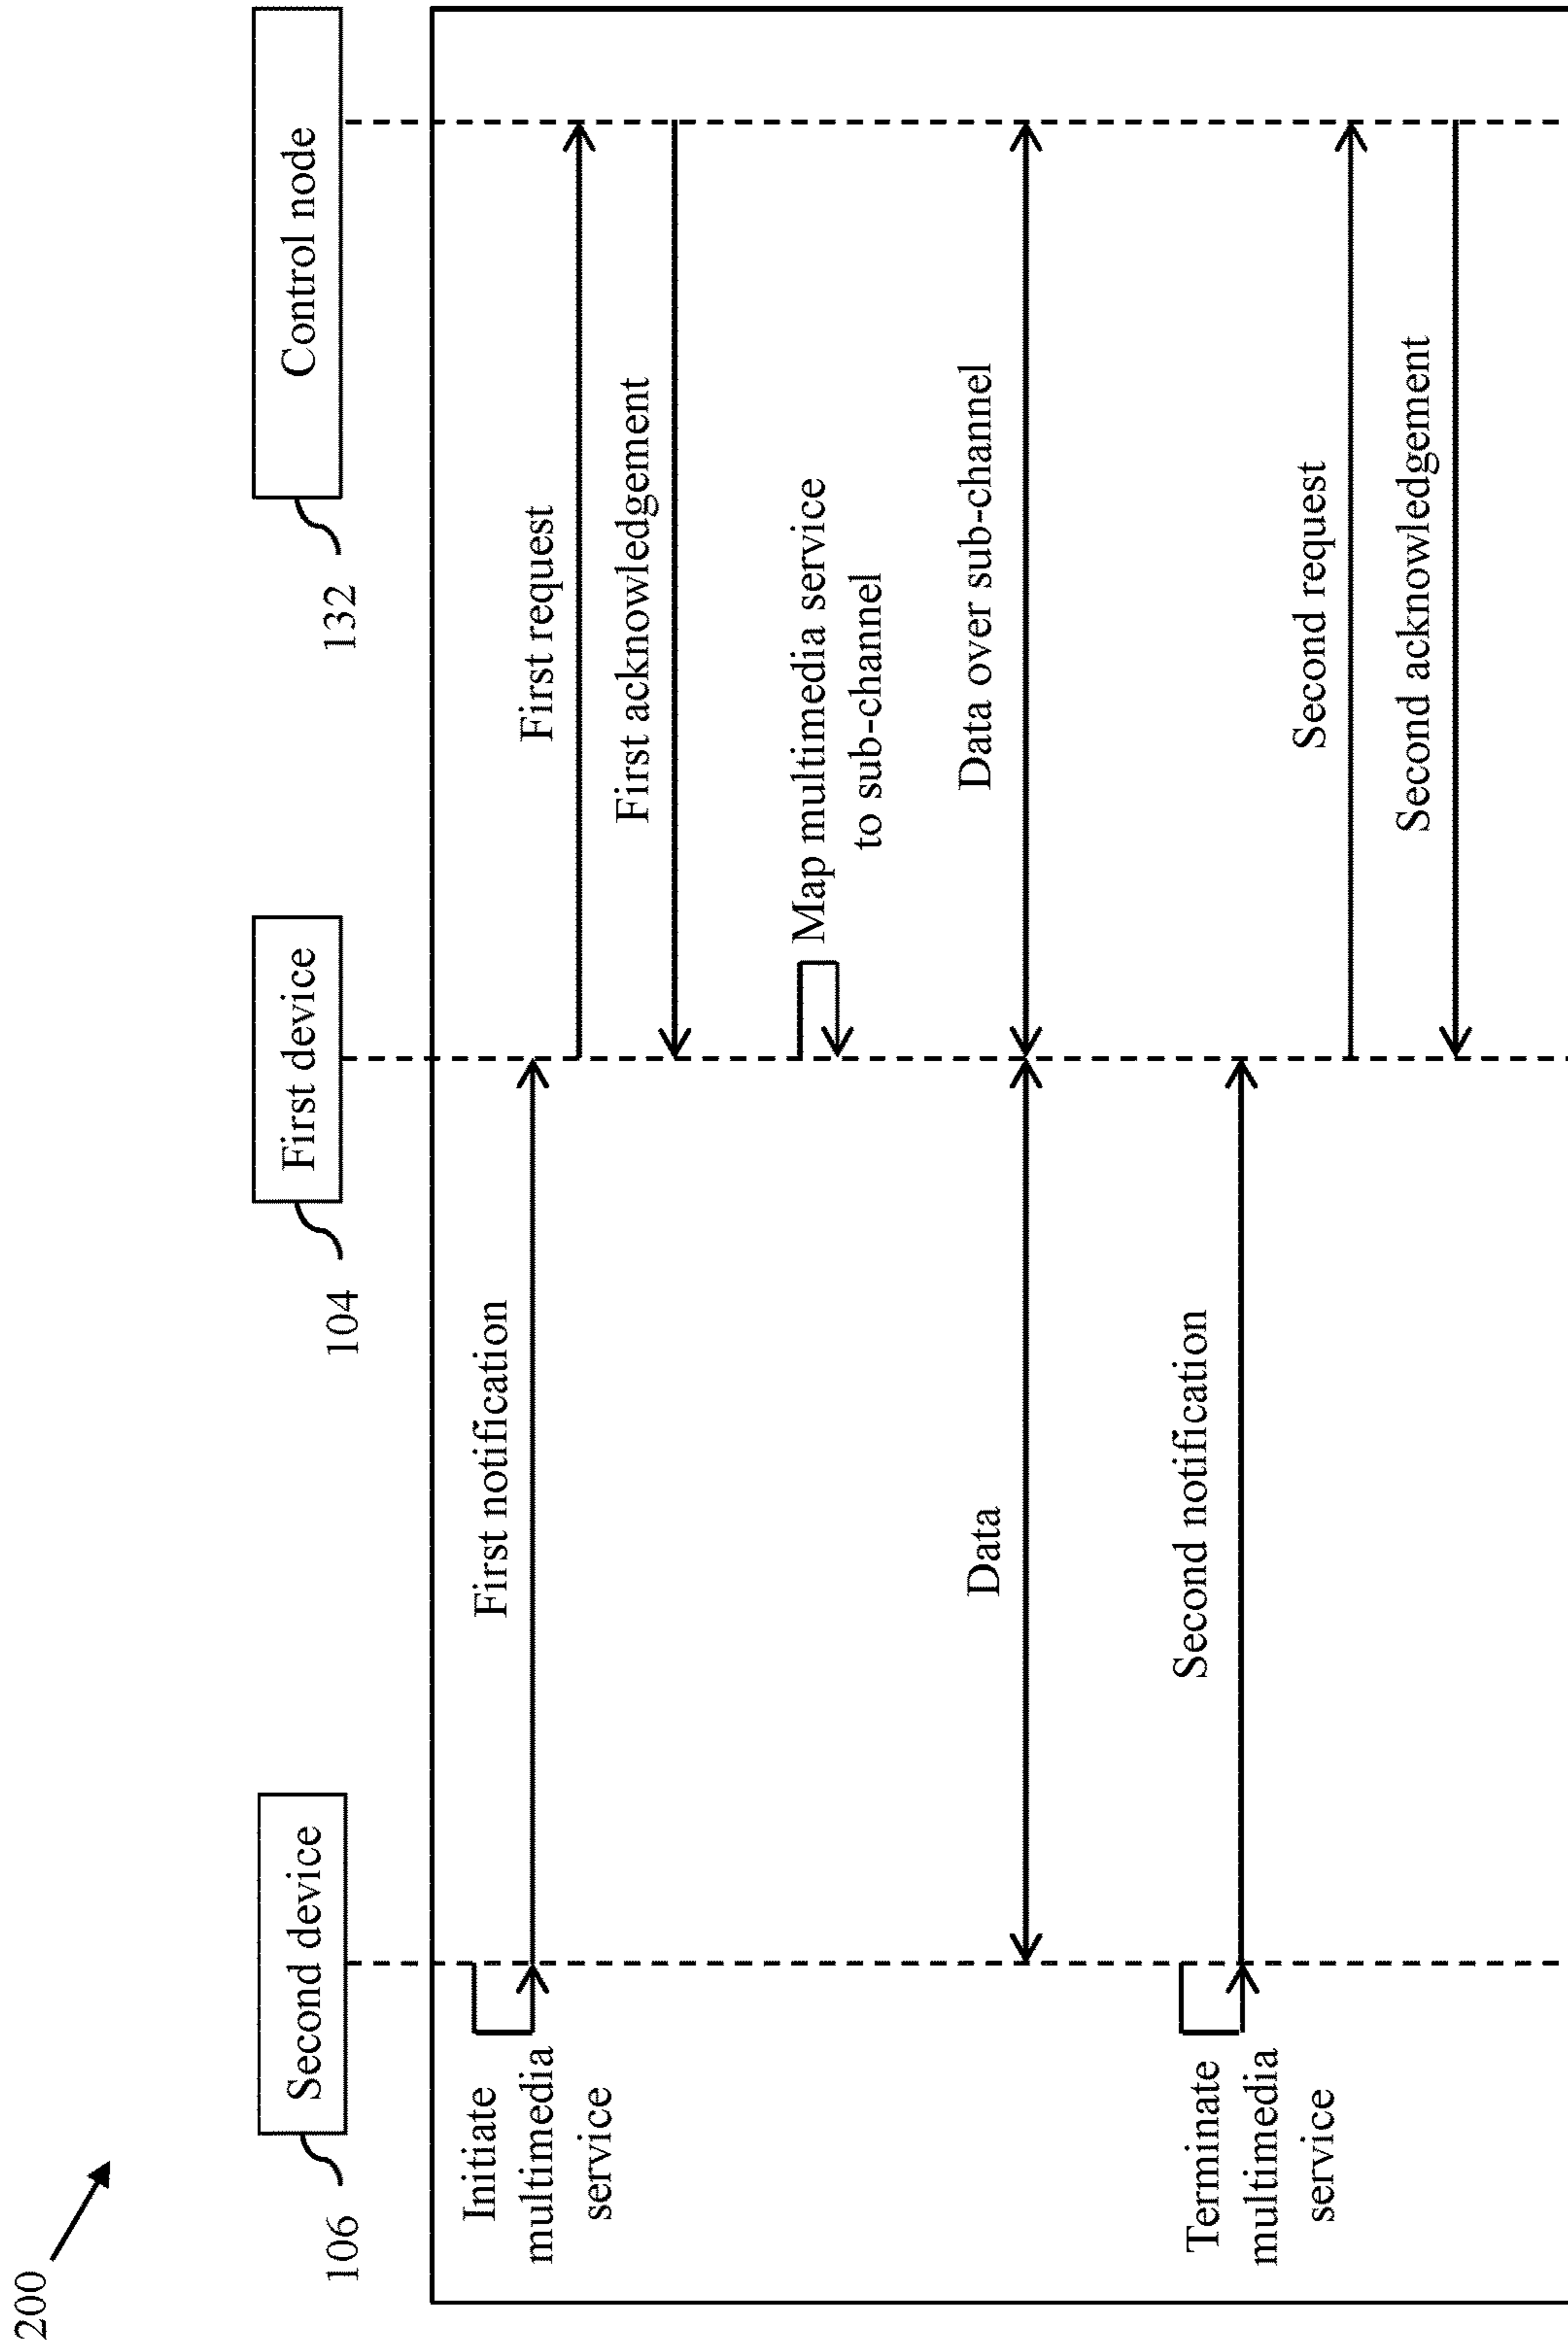 200
Second device
106
First device
104
Control node
132
Initiate
multimedia
service
First notification
First request
First acknowledgement
Map multimedia service
to sub-channel
Data
Data over sub-channel
Terminate
multimedia
service
Second notification
Second request
Second acknowledgement